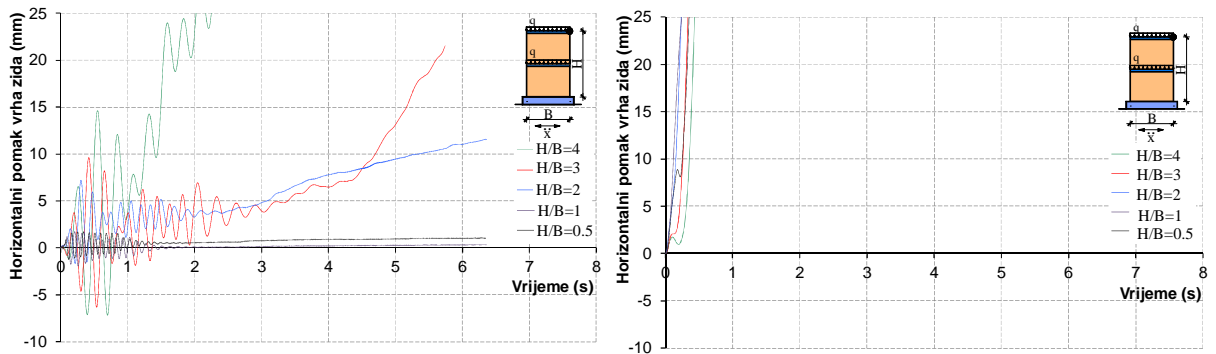 Horizontalni pomak vrha zida (mm)
25
20
15
10
5
0
-5
-10
0
1
2
3
4
5
6
7
8
Vrijeme (s)
q
q
H
B
ẍ
H/B=4
H/B=3
H/B=2
H/B=1
H/B=0.5
Horizontalni pomak vrha zida (mm)
25
20
15
10
5
0
-5
-10
0
1
2
3
4
5
6
7
8
Vrijeme (s)
q
q
H
B
ẍ
H/B=4
H/B=3
H/B=2
H/B=1
H/B=0.5